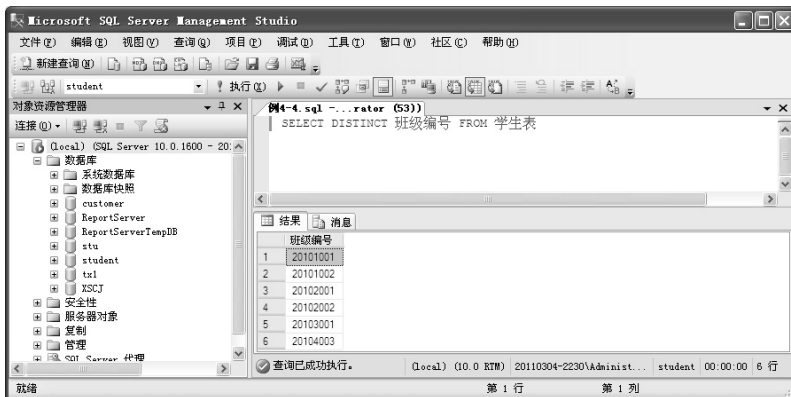 Microsoft SQL Server Management Studio
文件(F) 编辑(E) 视图(V) 查询(Q) 项目(P) 调试(D) 工具(T) 窗口(W) 社区(C) 帮助(H)
新建查询(N)
student 执行(X)
对象资源管理器
连接(O)
(local) (SQL Server 10.0.1600 - 20:
数据库
系统数据库
数据库快照
customer
ReportServer
ReportServerTempDB
stu
student
txl
XSCJ
安全性
服务器对象
复制
管理
SQL Server 代理
例4-4.sql -...rator (53))
SELECT DISTINCT 班级编号 FROM 学生表
结果 消息
班级编号
1 20101001
2 20101002
3 20102001
4 20102002
5 20103001
6 20104003
查询已成功执行。 (local) (10.0 RTM) 20110304-2230\Administ... student 00:00:00 6 行
就绪 第 1 行 第 1 列